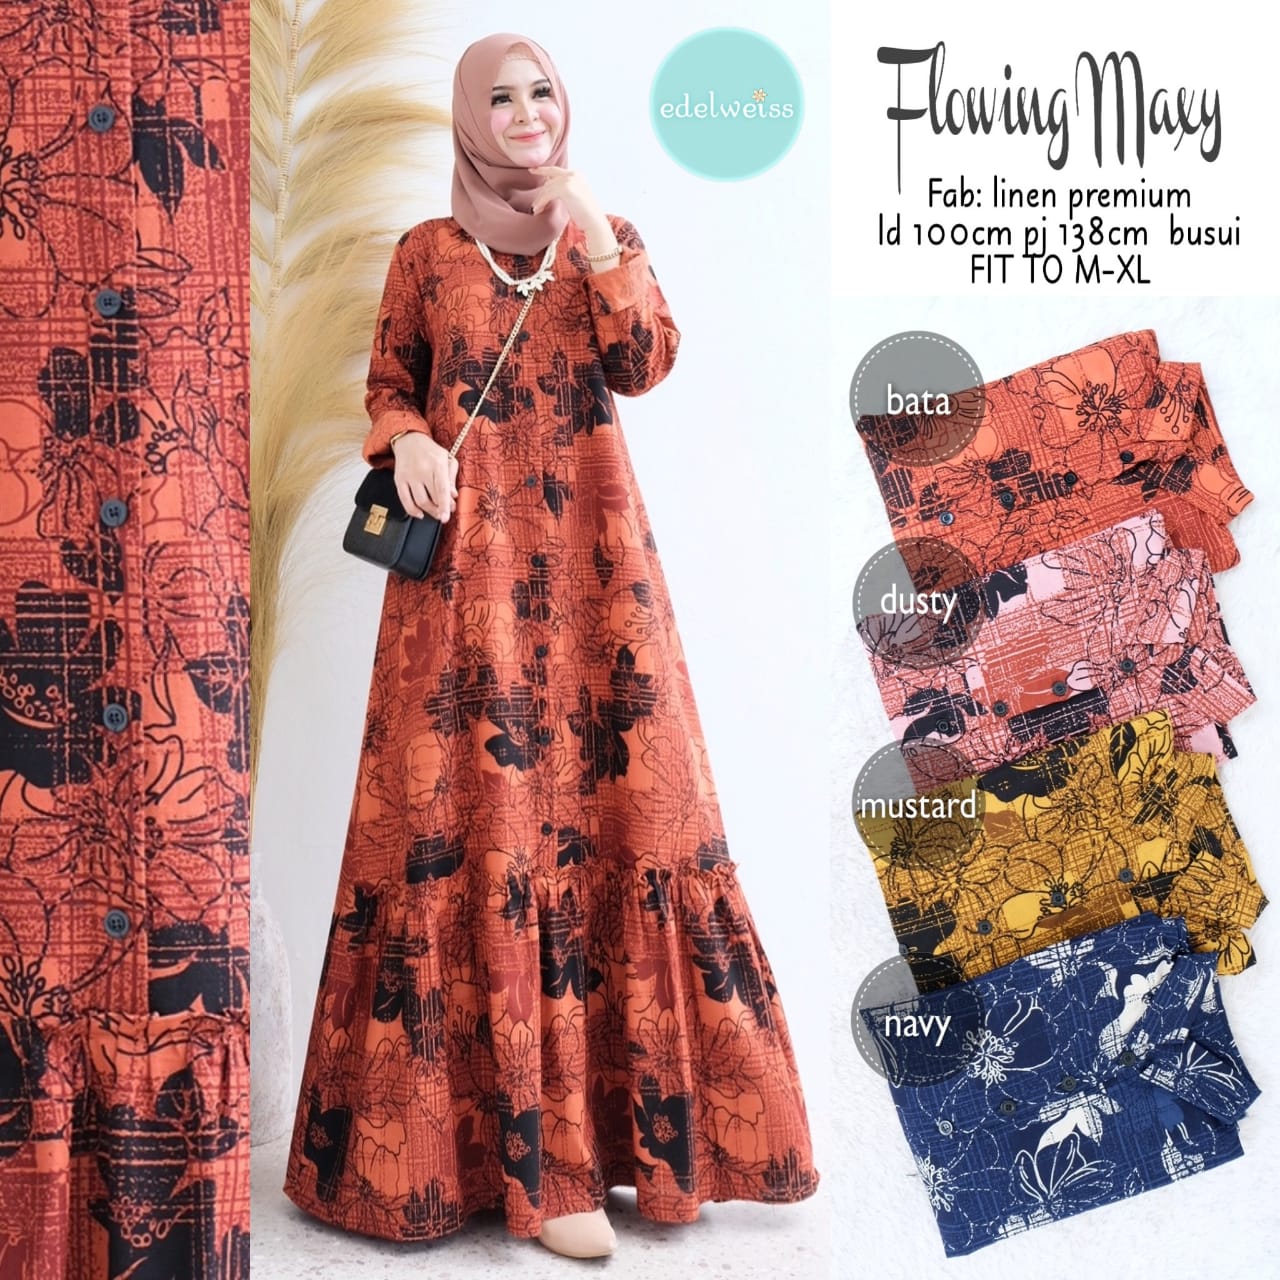 edelweiss
Flowing Maxy
Fab: linen premium
ld 100cm pj 138cm busui
FIT TO M-XL
bata
dusty
mustard
navy